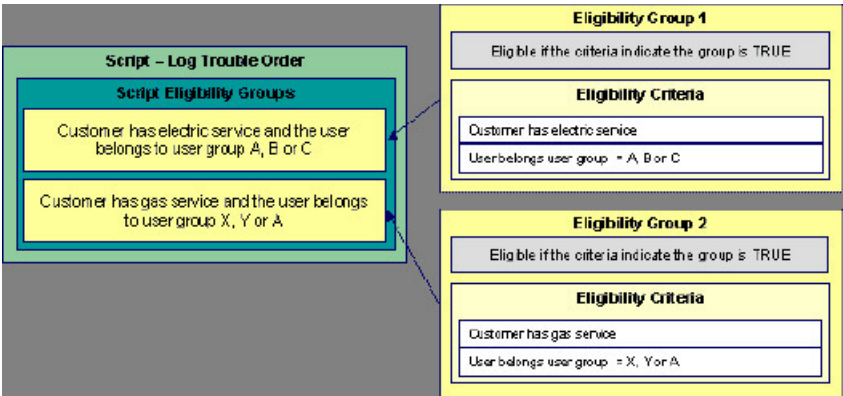 Script – Log Trouble Order
Script Eligibility Groups
Customer has electric service and the user
belongs to user group A, B or C
Customer has gas service and the user belongs
to user group X, Y or A
Eligibility Group 1
Eligible if the criteria indicate the group is TRUE
Eligibility Criteria
Customer has electric service
User belongs user group = A, B or C
Eligibility Group 2
Eligible if the criteria indicate the group is TRUE
Eligibility Criteria
Customer has gas service
User belongs user group = X, Y or A